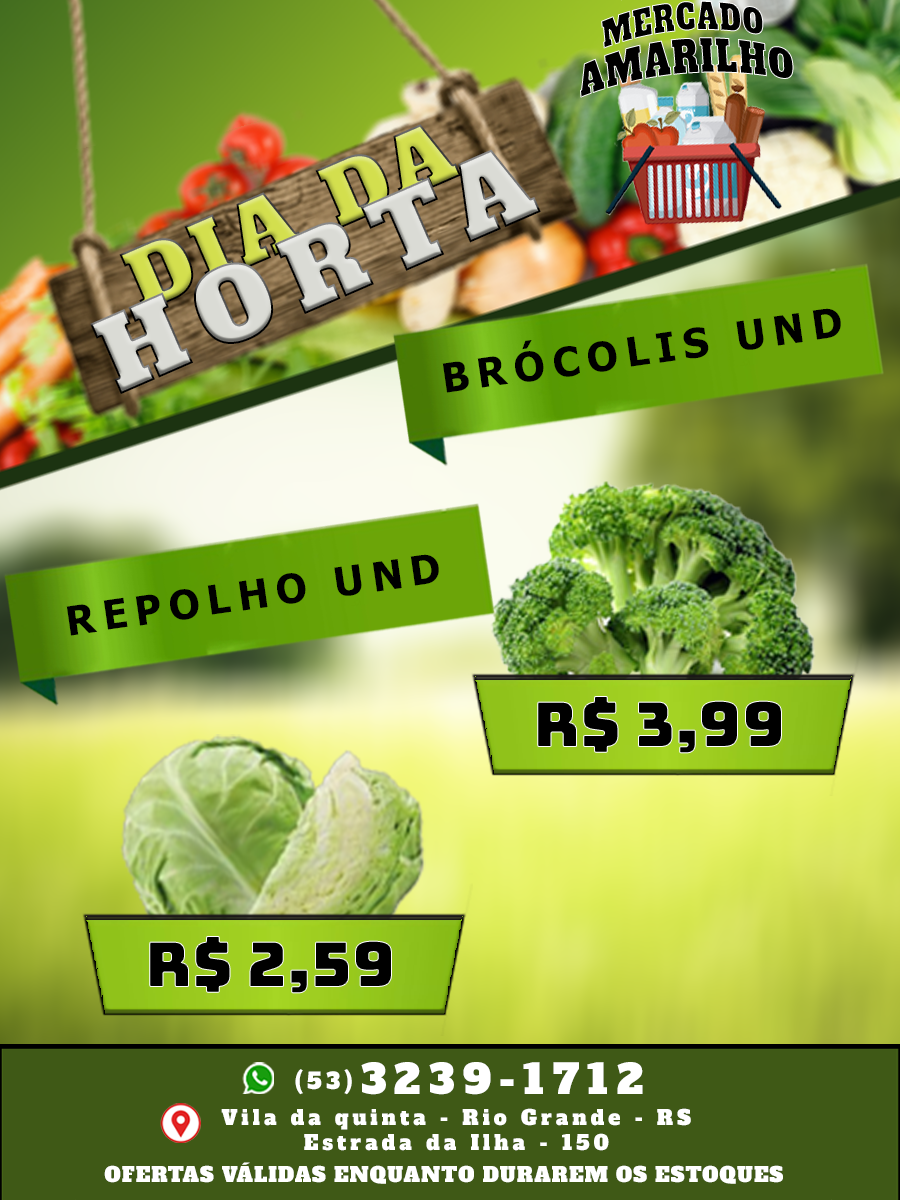 MERCADO
AMARILHO
DIA DA
HORTA
BRÓCOLIS UND
REPOLHO UND
R$ 3,99
R$ 2,59
(53) 3239-1712
Vila da quinta - Rio Grande - RS
Estrada da Ilha - 150
OFERTAS VÁLIDAS ENQUANTO DURAREM OS ESTOQUES